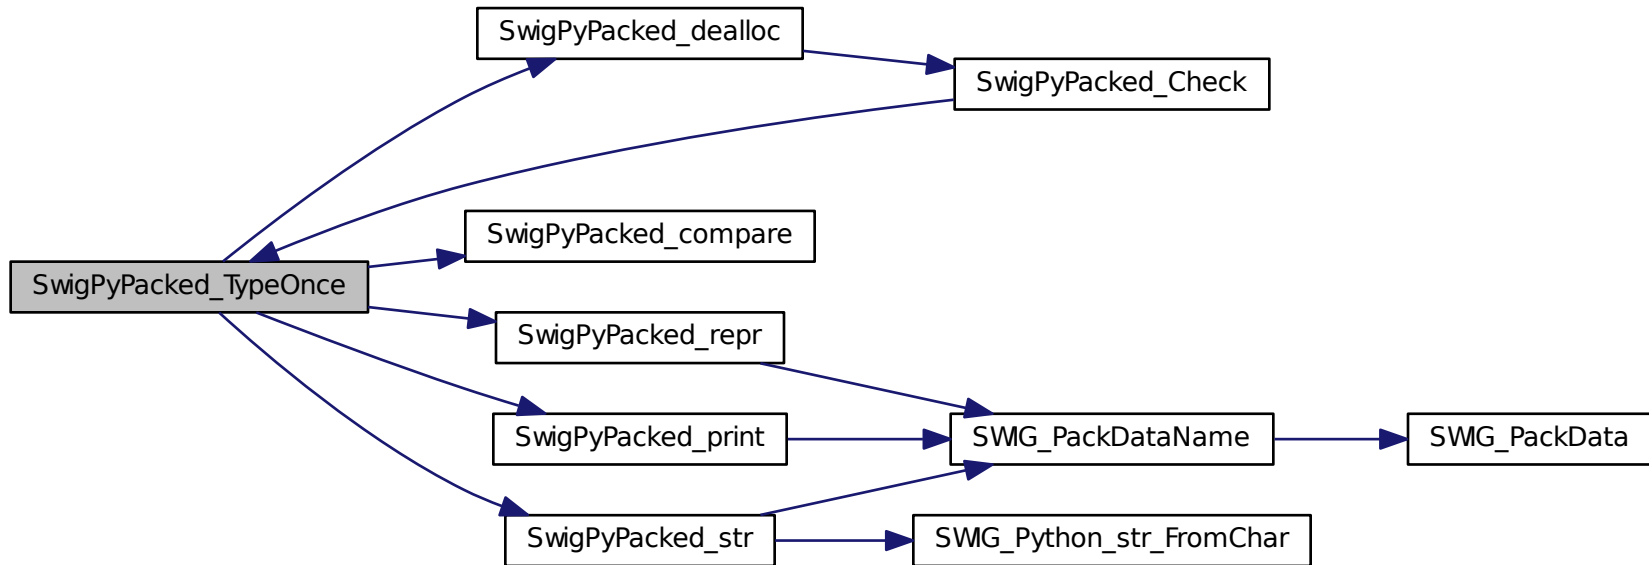 SwigPyPacked_dealloc
SwigPyPacked_Check
SwigPyPacked_compare
SwigPyPacked_TypeOnce
SwigPyPacked_repr
SwigPyPacked_print
SWIG_PackDataName
SWIG_PackData
SwigPyPacked_str
SWIG_Python_str_FromChar